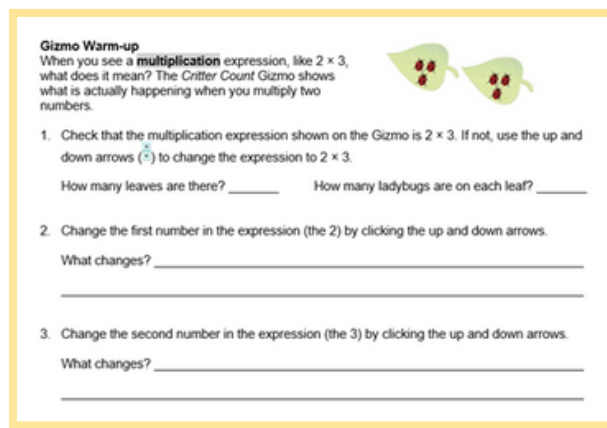 Gizmo Warm-up
When you see a multiplication expression, like 2 × 3,
what does it mean? The Critter Count Gizmo shows
what is actually happening when you multiply two
numbers.
1. Check that the multiplication expression shown on the Gizmo is 2 × 3. If not, use the up and
down arrows ( ) to change the expression to 2 × 3.
How many leaves are there? _______ How many ladybugs are on each leaf? _______
2. Change the first number in the expression (the 2) by clicking the up and down arrows.
What changes? _______
3. Change the second number in the expression (the 3) by clicking the up and down arrows.
What changes? _______